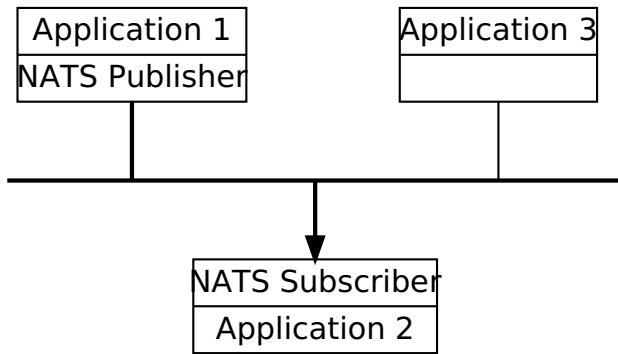 Application 1
NATS Publisher
Application 3
NATS Subscriber
Application 2